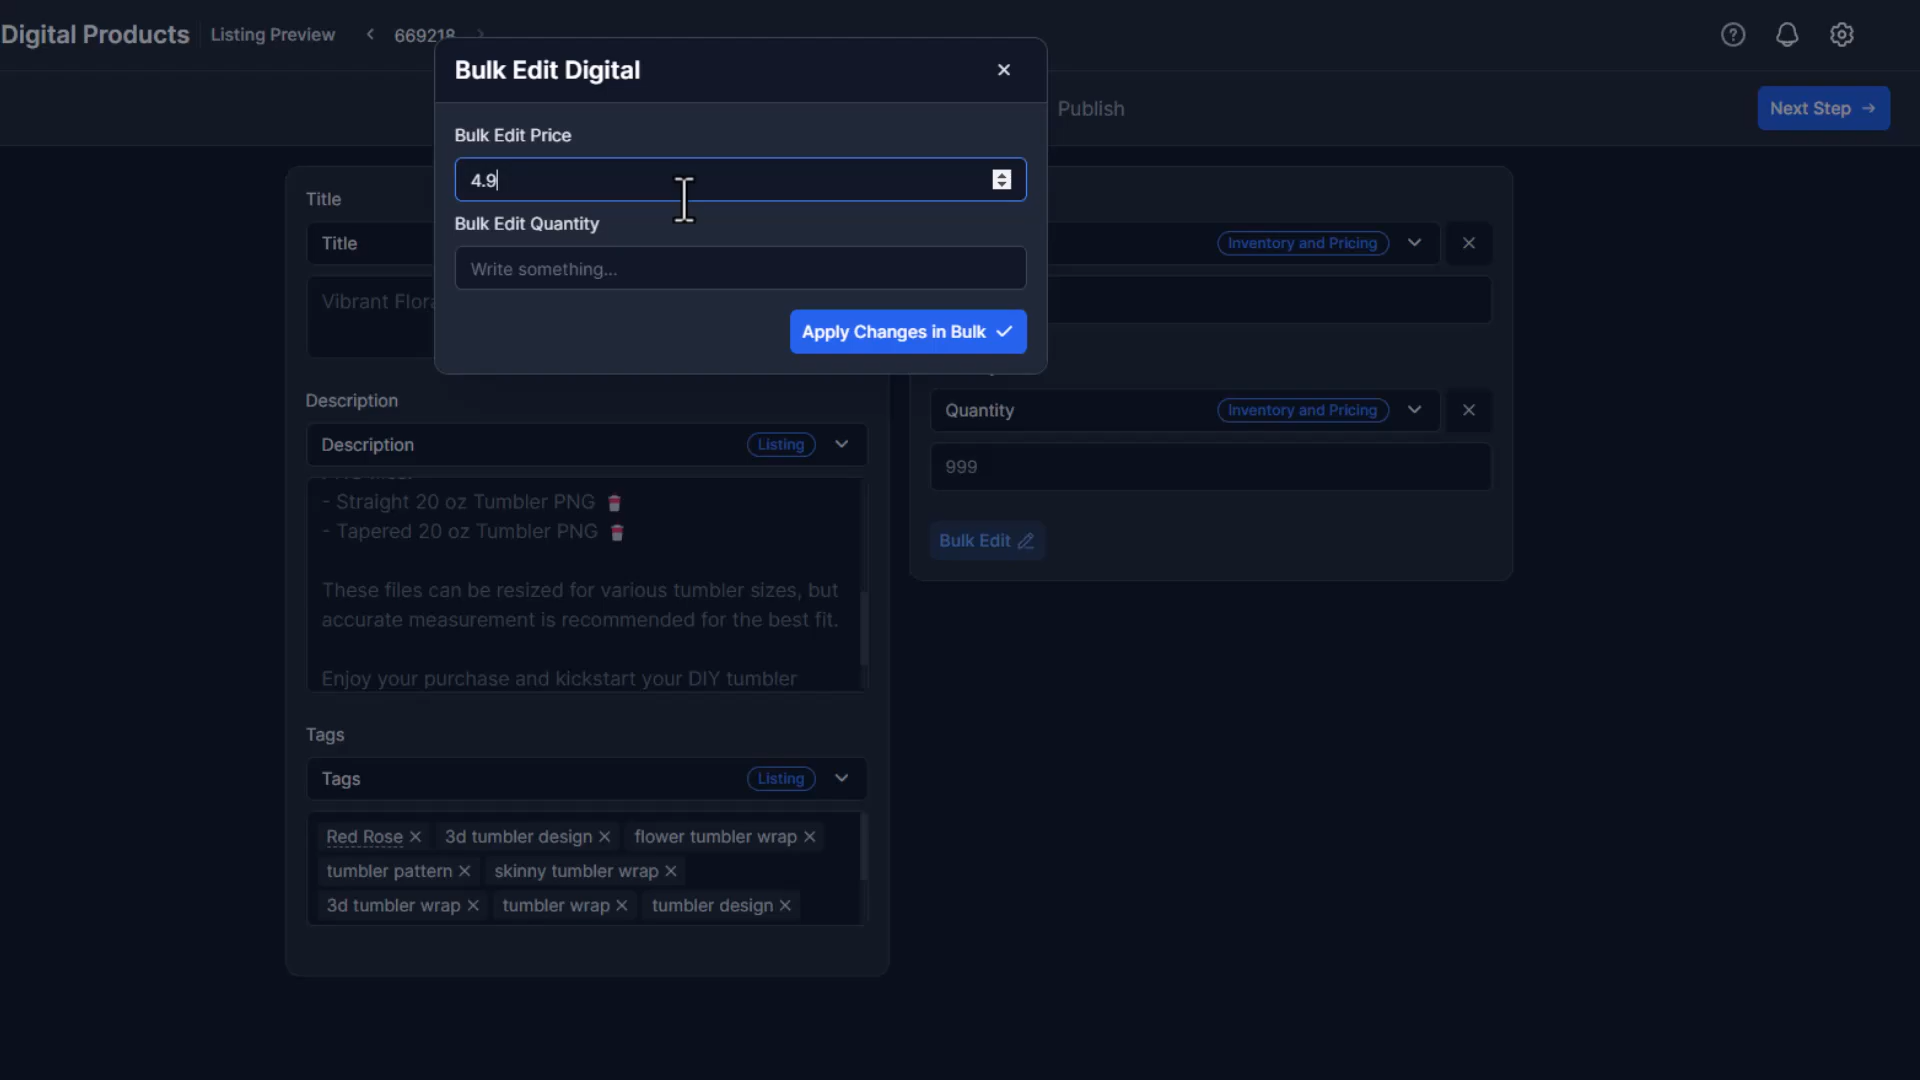 Digital Products
Listing Preview
669218
Publish
Next Step
Bulk Edit Digital
Bulk Edit Price
4.9
Bulk Edit Quantity
Write something...
Apply Changes in Bulk
Title
Title
Vibrant Flora
Description
Description
Listing
- Straight 20 oz Tumbler PNG
- Tapered 20 oz Tumbler PNG
These files can be resized for various tumbler sizes, but
accurate measurement is recommended for the best fit.
Enjoy your purchase and kickstart your DIY tumbler
Tags
Tags
Listing
Red Rose
3d tumbler design
flower tumbler wrap
tumbler pattern
skinny tumbler wrap
3d tumbler wrap
tumbler wrap
tumbler design
Inventory and Pricing
Quantity
Inventory and Pricing
999
Bulk Edit